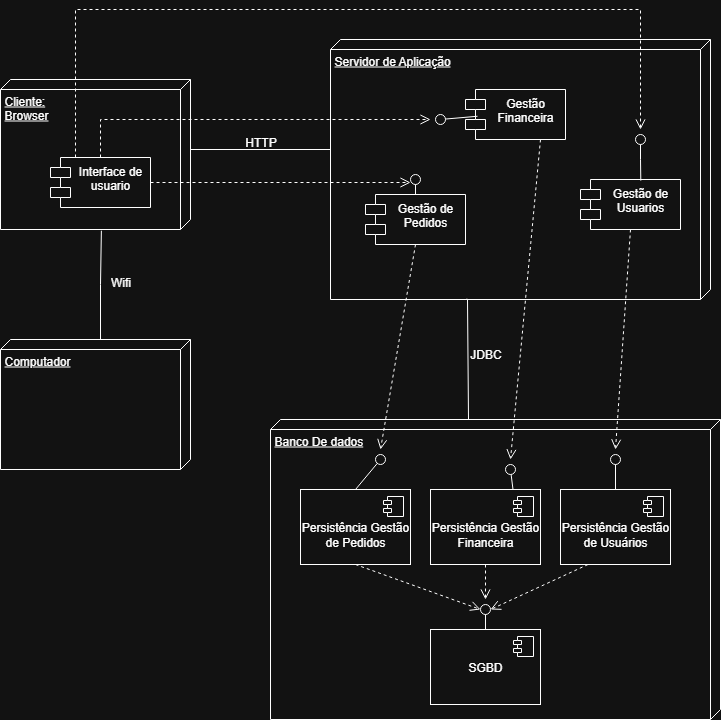 Servidor de Aplicação
Cliente:
Browser
Gestão
Financeira
HTTP
Interface de
usuario
Gestão de
Pedidos
Gestão de
Usuarios
Wifi
JDBC
Computador
Banco De dados
Persistência Gestão
de Pedidos
Persistência Gestão
Financeira
Persistência Gestão
de Usuários
SGBD